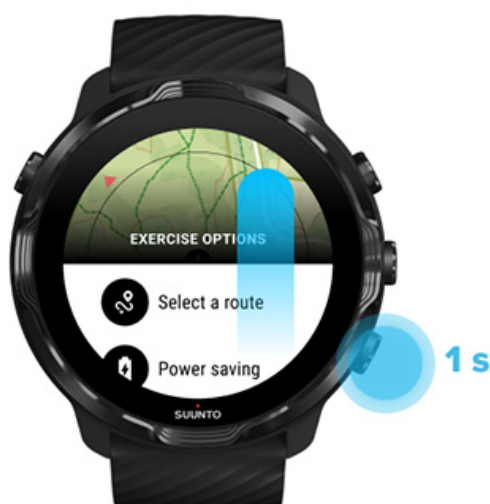 EXERCISE OPTIONS
Select a route
Power saving
1 s
SUUNTO